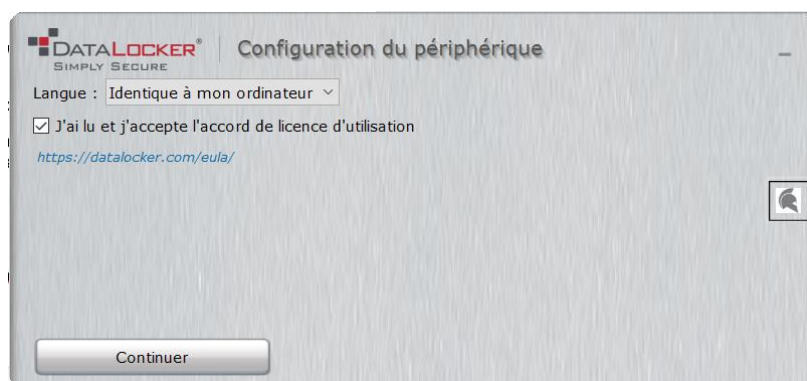 DATALOCKER®
SIMPLY SECURE
Configuration du périphérique
Langue : Identique à mon ordinateur
J'ai lu et j'accepte l'accord de licence d'utilisation
https://datalocker.com/eula/
Continuer